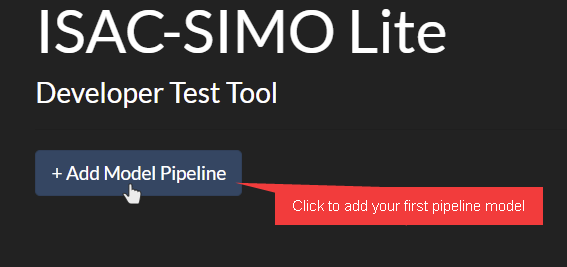 ISAC-SIMO Lite
Developer Test Tool
+ Add Model Pipeline
Click to add your first pipeline model